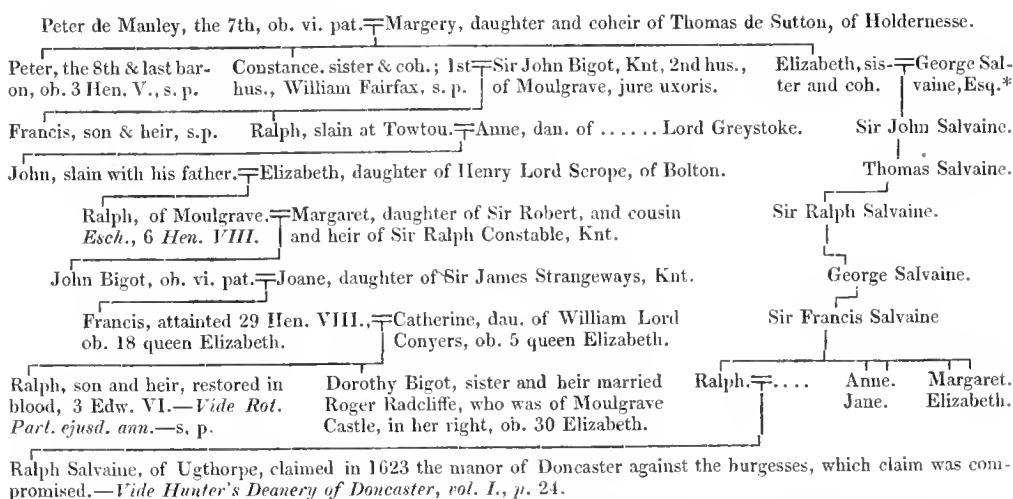 Peter de Manley, the 7th, ob. vi. pat. Margery, daughter and coheir of Thomas de Sutton, of Holdernesse.
Peter, the 8th & last bar- Constance. sister & coh.; 1st Sir John Bigot, Knt, 2nd hus., Elizabeth, sis- George Sal-
on, ob. 3 Hen. V., s. p. hus., William Fairfax, s. p. of Moulgrave, jure uxoris. ter and coh. vaine, Esq.*
Francis, son & heir, s.p. Ralph, slain at Towtou. Anne, dau. of ...... Lord Greystoke. Sir John Salvaine.
John, slain with his father. Elizabeth, daughter of Henry Lord Scrope, of Bolton. Thomas Salvaine.
Ralph, of Moulgrave. Margaret, daughter of Sir Robert, and cousin Sir Ralph Salvaine.
Esch., 6 Hen. VIII. and heir of Sir Ralph Constable, Knt.
John Bigot, ob. vi. pat. Joane, daughter of Sir James Strangeways, Knt. George Salvaine.
Francis, attainted 29 Hen. VIII., Catherine, dau. of William Lord Sir Francis Salvaine
ob. 18 queen Elizabeth. Conyers, ob. 5 queen Elizabeth.
Ralph, son and heir, restored in Dorothy Bigot, sister and heir married Ralph. .... Anne. Margaret.
blood, 3 Edw. VI.—Vide Rot. Roger Radcliffe, who was of Moulgrave Jane. Elizabeth.
Part. ejusd. ann.—s, p. Castle, in her right, ob. 30 Elizabeth.
Ralph Salvaine, of Ugthorpe, claimed in 1623 the manor of Doncaster against the burgesses, which claim was com-
promised.—Vide Hunter's Deanery of Doncaster, vol. I., p. 24.